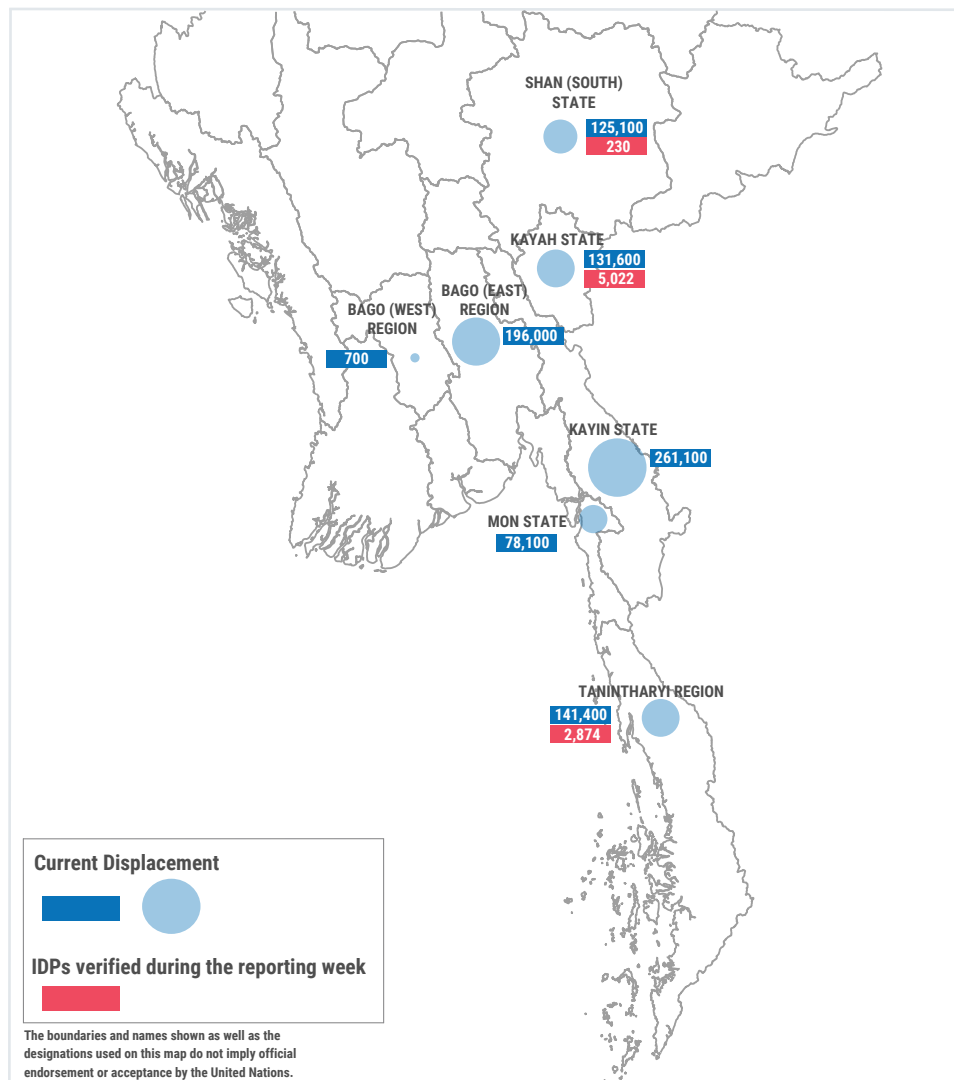 SHAN (SOUTH)
STATE
125,100
230
KAYAH STATE
131,600
5,022
BAGO (EAST)
REGION
196,000
BAGO (WEST)
REGION
700
KAYIN STATE
261,100
MON STATE
78,100
TANINTHARYI REGION
141,400
2,874
Current Displacement
IDPs verified during the reporting week
The boundaries and names shown as well as the
designations used on this map do not imply official
endorsement or acceptance by the United Nations.